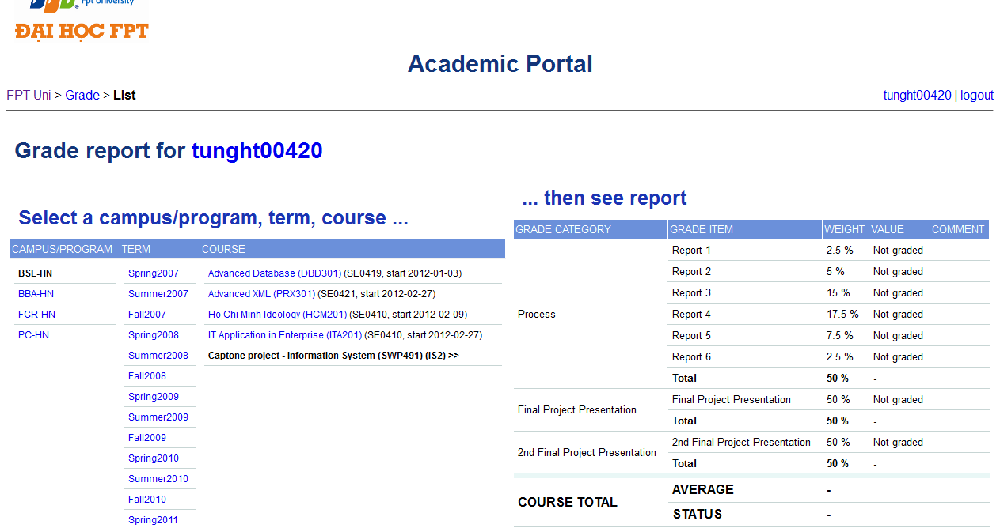 Fpt University
ĐẠI HỌC FPT
Academic Portal
FPT Uni > Grade > List
tunght00420 | logout
Grade report for tunght00420
Select a campus/program, term, course ...
CAMPUS/PROGRAM TERM COURSE
BSE-HN Spring2007 Advanced Database (DBD301) (SE0419, start 2012-01-03)
BBA-HN Summer2007 Advanced XML (PRX301) (SE0421, start 2012-02-27)
FGR-HN Fall2007 Ho Chi Minh Ideology (HCM201) (SE0410, start 2012-02-09)
PC-HN Spring2008 IT Application in Enterprise (ITA201) (SE0410, start 2012-02-27)
Summer2008 Captone project - Information System (SWP491) (IS2) >>
Fall2008
Spring2009
Summer2009
Fall2009
Spring2010
Summer2010
Fall2010
Spring2011
... then see report
GRADE CATEGORY GRADE ITEM WEIGHT VALUE COMMENT
Process
Report 1 2.5 % Not graded
Report 2 5 % Not graded
Report 3 15 % Not graded
Report 4 17.5 % Not graded
Report 5 7.5 % Not graded
Report 6 2.5 % Not graded
Total 50 % -
Final Project Presentation
Final Project Presentation 50 % Not graded
Total 50 % -
2nd Final Project Presentation
2nd Final Project Presentation 50 % Not graded
Total 50 % -
COURSE TOTAL
AVERAGE -
STATUS -